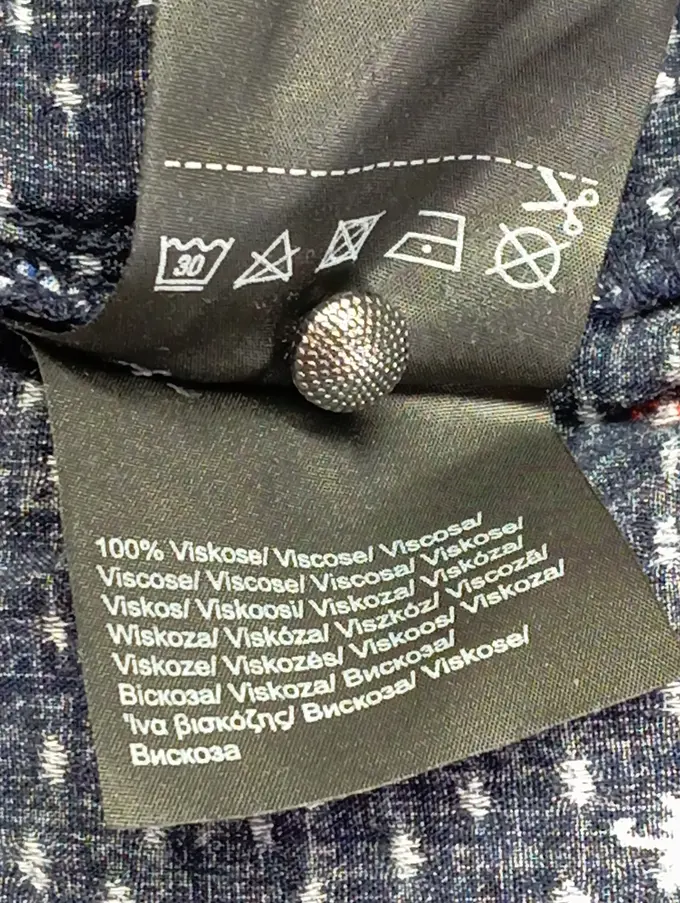 30
100% Viskose/ Viscose/ Viscosa/
Viscose/ Viscose/ Viscosa/ Viskose/
Viskos/ Viskoosi/ Viskoza/ Viskóza/
Wiskoza/ Viskóza/ Viszkóz/ Viscoză/
Viskoze/ Viskozės/ Viskoos/ Viskoza/
Віскоза/ Viskoza/ Вискоза/
Ίνα βισκόζης/ Вискоза/ Viskose/
Вискоза